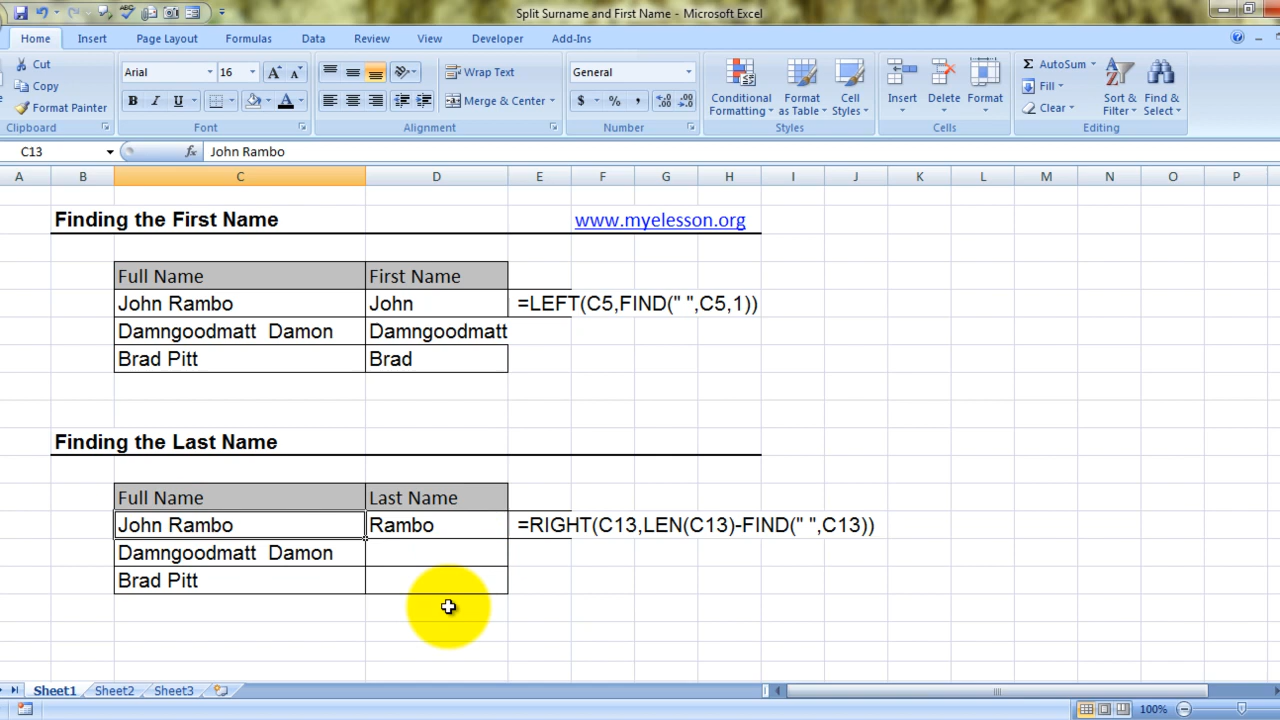 Split Surname and First Name - Microsoft Excel
Home Insert Page Layout Formulas Data Review View Developer Add-Ins
Cut
Copy
Format Painter
Clipboard
Arial 16
B I U
Font
Wrap Text
Merge & Center
Alignment
General
$ % ,
Number
Conditional Formatting
Format as Table
Cell Styles
Styles
Insert Delete Format
Cells
AutoSum
Fill
Clear
Sort & Filter
Find & Select
Editing
C13 fx John Rambo
A B C D E F G H I J K L M N O P
Finding the First Name www.myelesson.org
Full Name First Name
John Rambo John =LEFT(C5,FIND(" ",C5,1))
Damngoodmatt  Damon Damngoodmatt
Brad Pitt Brad
Finding the Last Name
Full Name Last Name
John Rambo Rambo =RIGHT(C13,LEN(C13)-FIND(" ",C13))
Damngoodmatt  Damon
Brad Pitt
Sheet1 Sheet2 Sheet3
100%